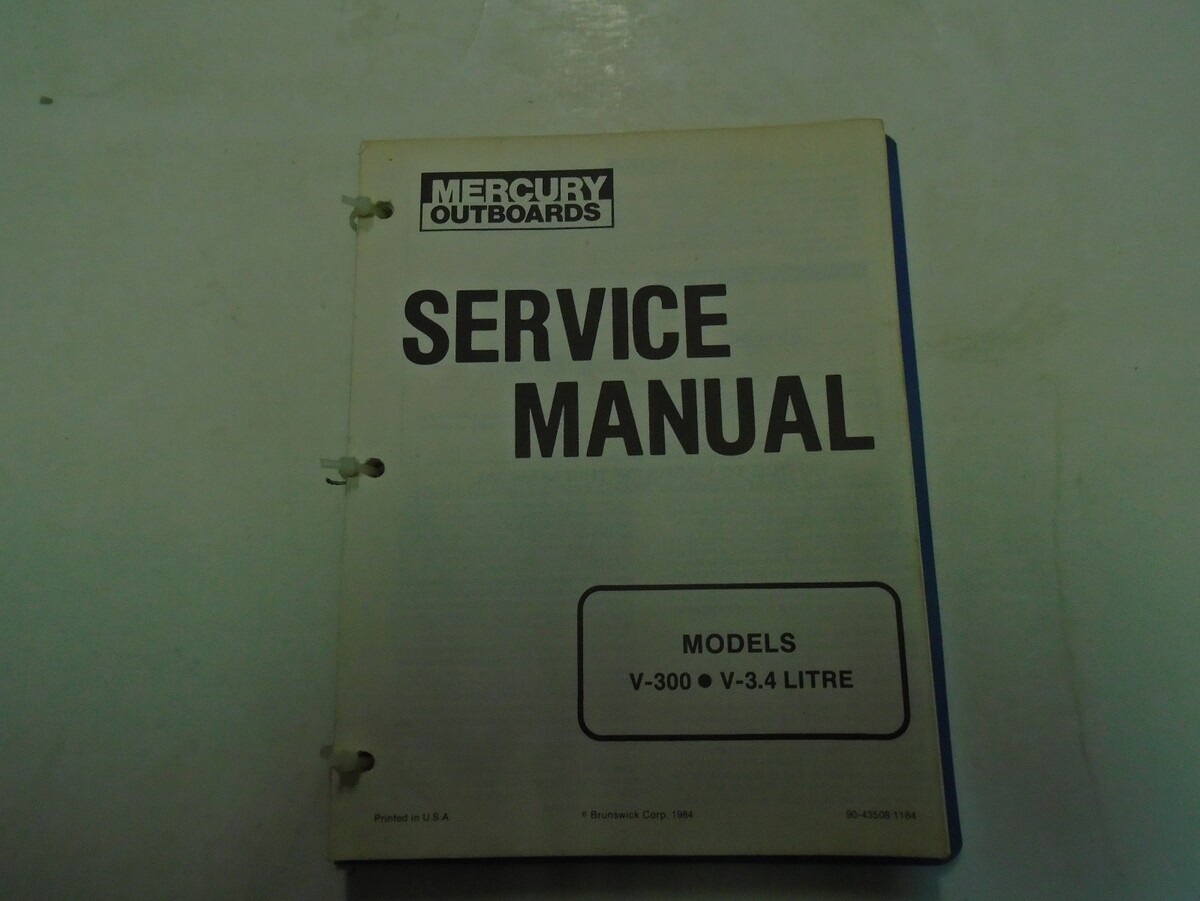 MERCURY
OUTBOARDS
SERVICE
MANUAL
MODELS
V-300 ● V-3.4 LITRE
Printed in U.S.A
© Brunswick Corp. 1984
90-43508 1184